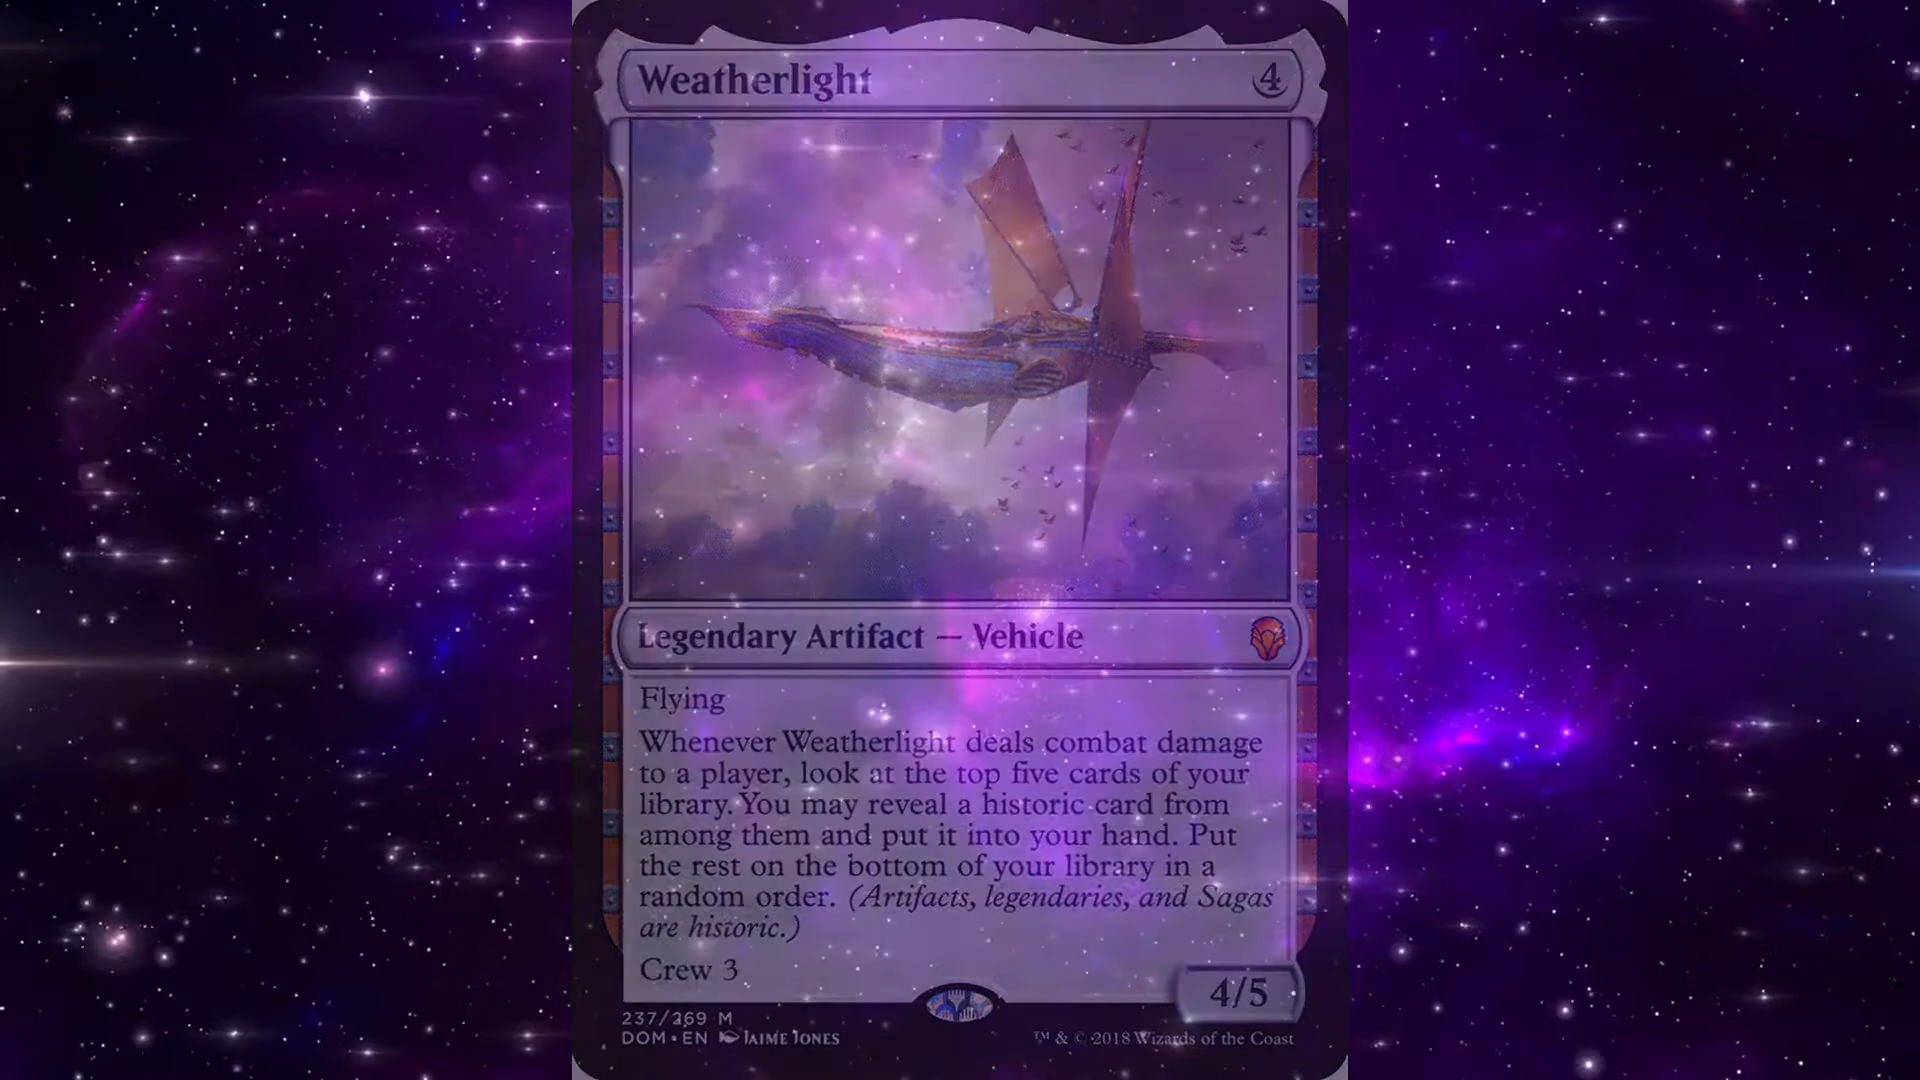 Weatherlight 4
Legendary Artifact — Vehicle
Flying
Whenever Weatherlight deals combat damage
to a player, look at the top five cards of your
library. You may reveal a historic card from
among them and put it into your hand. Put
the rest on the bottom of your library in a
random order. (Artifacts, legendaries, and Sagas
are historic.)
Crew 3
4/5
237/269 M
DOM • EN JAIME JONES
™ & © 2018 Wizards of the Coast